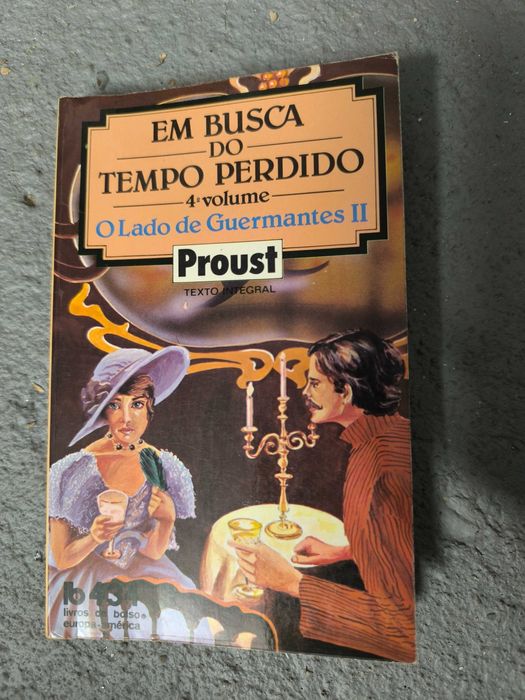 EM BUSCA
DO
TEMPO PERDIDO
4º volume
O Lado de Guermantes II
Proust
TEXTO INTEGRAL
lb
livros de bolso
europa-américa